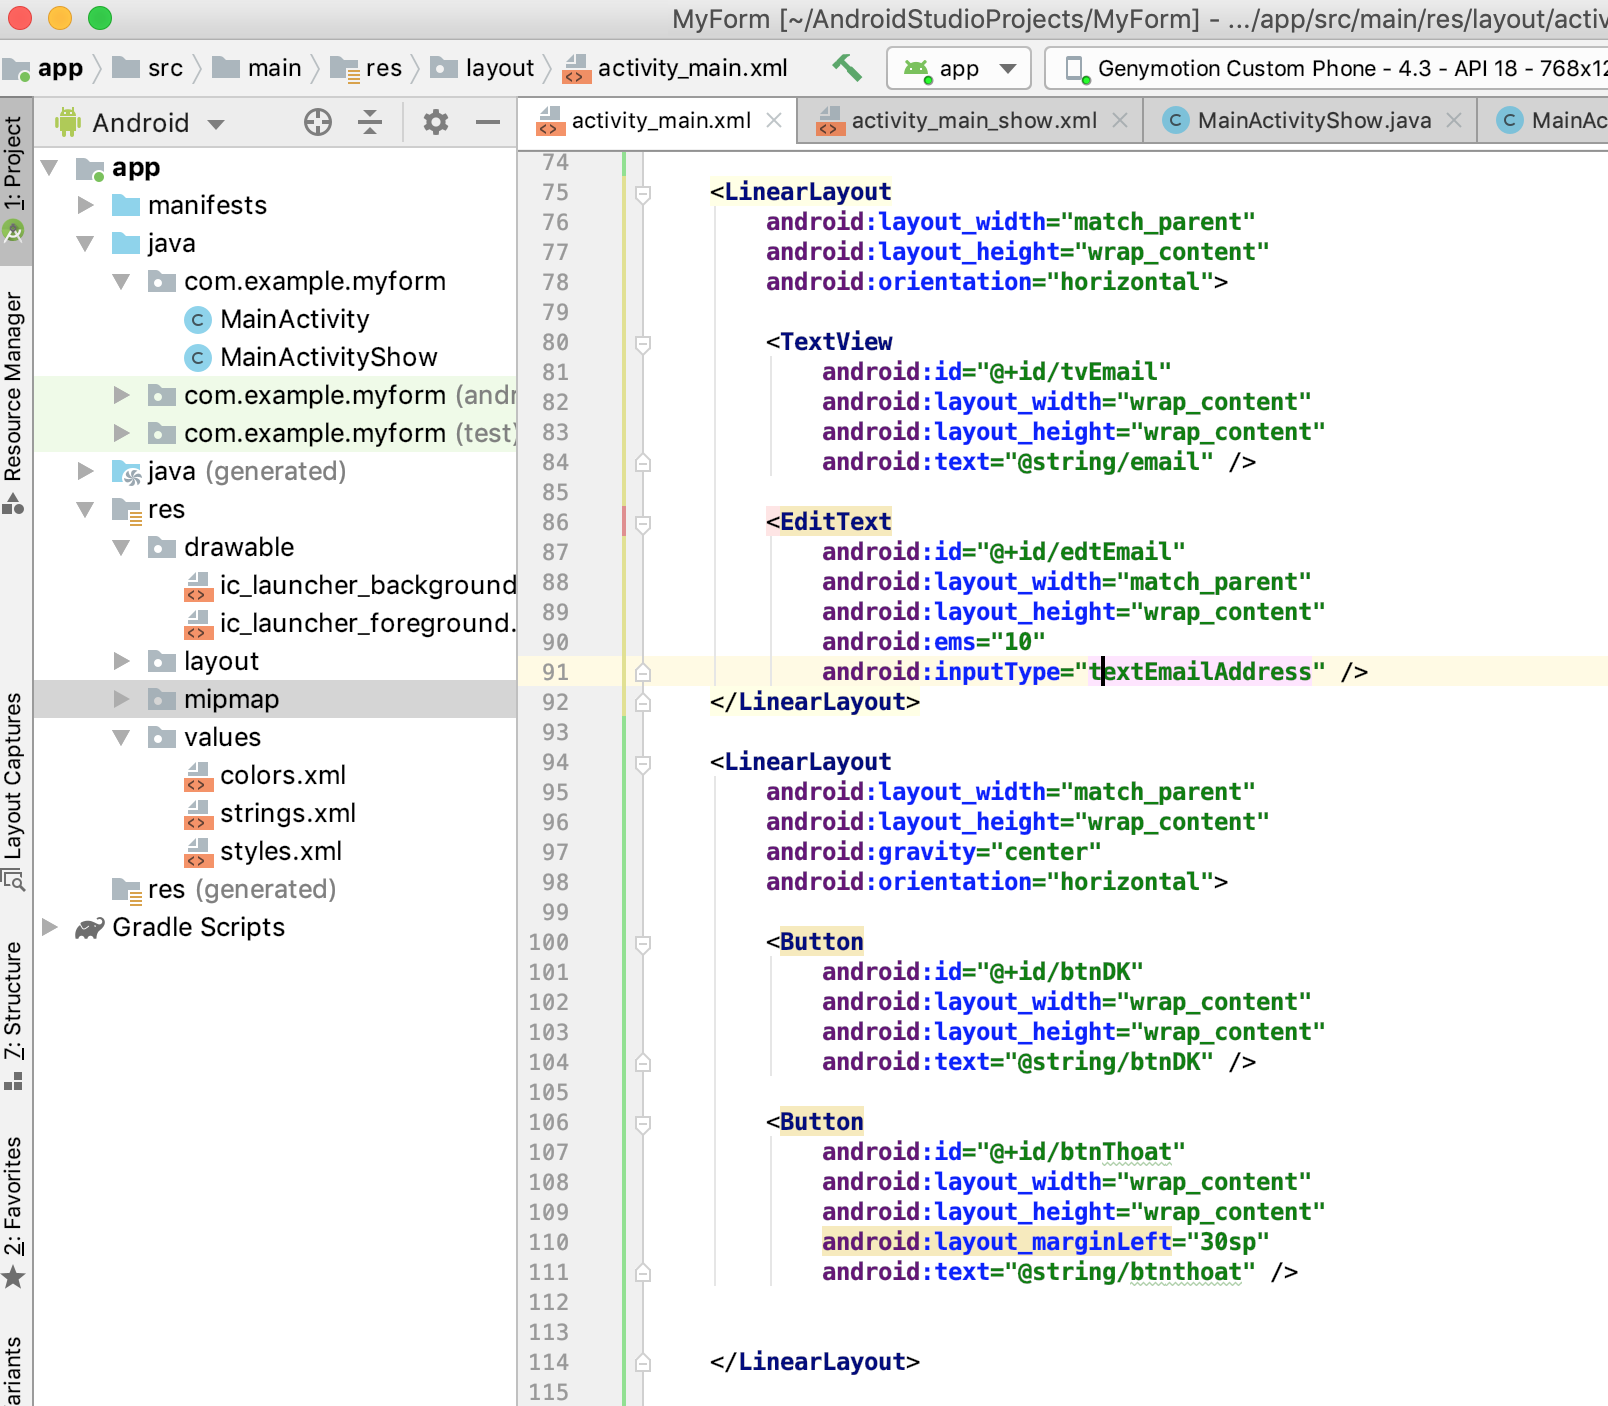 MyForm [~/AndroidStudioProjects/MyForm] - .../app/src/main/res/layout/activ
app
src
main
res
layout
activity_main.xml
app
Genymotion Custom Phone - 4.3 - API 18 - 768x12
Android
activity_main.xml
activity_main_show.xml
MainActivityShow.java
MainAc
1: Project
Resource Manager
Layout Captures
7: Structure
2: Favorites
ariants
app
manifests
java
com.example.myform
MainActivity
MainActivityShow
com.example.myform (andr
com.example.myform (test)
java (generated)
res
drawable
ic_launcher_background
ic_launcher_foreground.
layout
mipmap
values
colors.xml
strings.xml
styles.xml
res (generated)
Gradle Scripts
74
75 <LinearLayout
76 android:layout_width="match_parent"
77 android:layout_height="wrap_content"
78 android:orientation="horizontal">
79
80 <TextView
81 android:id="@+id/tvEmail"
82 android:layout_width="wrap_content"
83 android:layout_height="wrap_content"
84 android:text="@string/email" />
85
86 <EditText
87 android:id="@+id/edtEmail"
88 android:layout_width="match_parent"
89 android:layout_height="wrap_content"
90 android:ems="10"
91 android:inputType="textEmailAddress" />
92 </LinearLayout>
93
94 <LinearLayout
95 android:layout_width="match_parent"
96 android:layout_height="wrap_content"
97 android:gravity="center"
98 android:orientation="horizontal">
99
100 <Button
101 android:id="@+id/btnDK"
102 android:layout_width="wrap_content"
103 android:layout_height="wrap_content"
104 android:text="@string/btnDK" />
105
106 <Button
107 android:id="@+id/btnThoat"
108 android:layout_width="wrap_content"
109 android:layout_height="wrap_content"
110 android:layout_marginLeft="30sp"
111 android:text="@string/btnthoat" />
112
113
114 </LinearLayout>
115